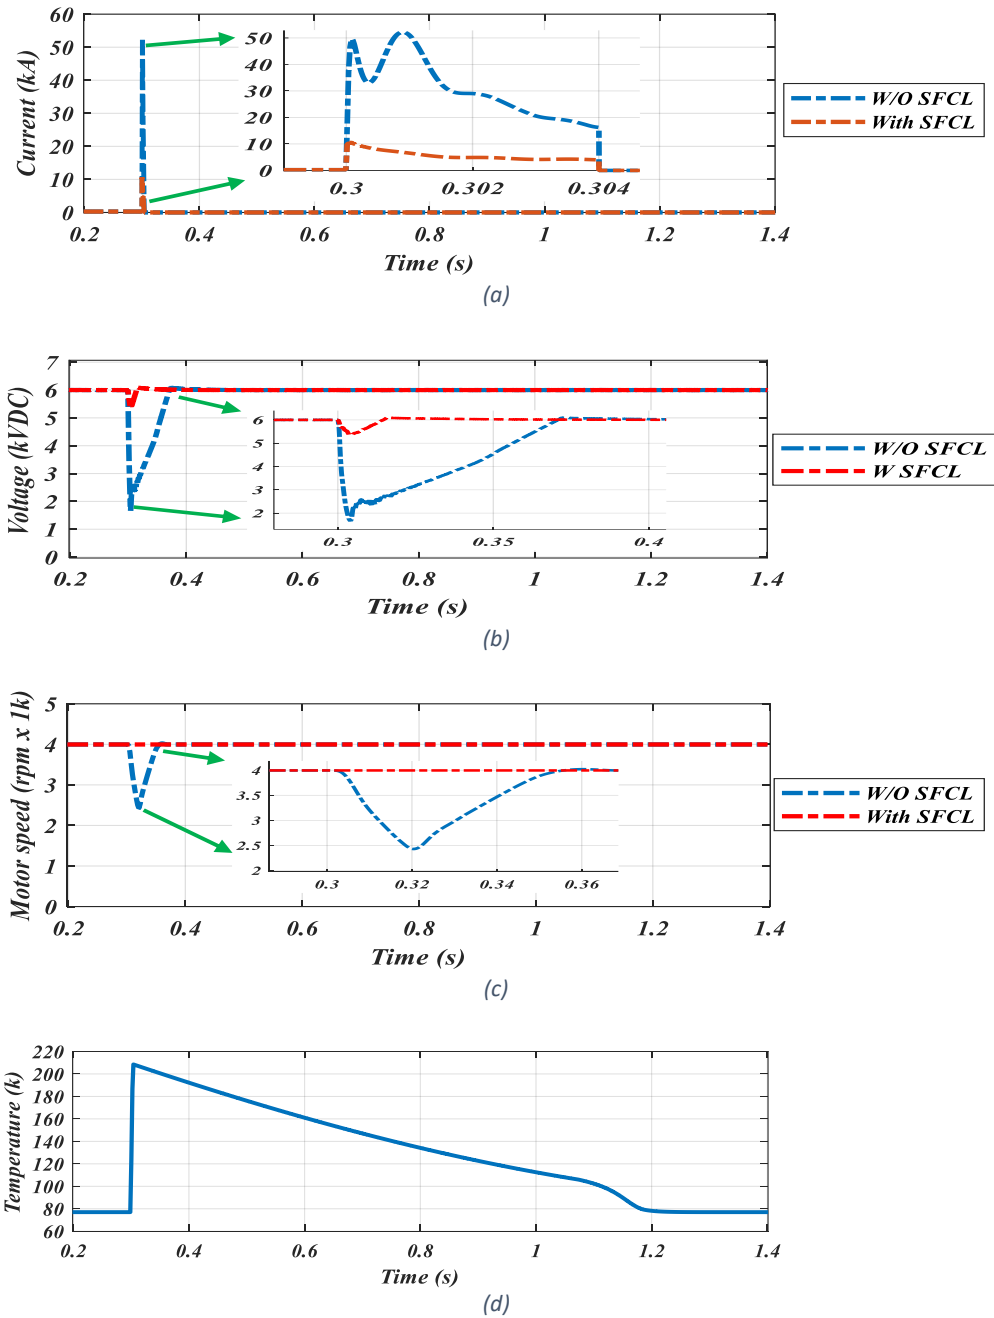 60
50
40
30
20
10
0
Current (kA)
50
40
30
20
10
0
0.3 0.302 0.304
W/O SFCL
With SFCL
0.2 0.4 0.6 0.8 1 1.2 1.4
Time (s)
(a)
7
6
5
4
3
2
1
0
Voltage (kVDC)
6
5
4
3
2
0.3 0.35 0.4
W/O SFCL
W SFCL
0.2 0.4 0.6 0.8 1 1.2 1.4
Time (s)
(b)
5
4
3
2
1
0
Motor speed (rpm x 1k)
4
3.5
3
2.5
2
0.3 0.32 0.34 0.36
W/O SFCL
With SFCL
0.2 0.4 0.6 0.8 1 1.2 1.4
Time (s)
(c)
220
200
180
160
140
120
100
80
60
Temperature (k)
0.2 0.4 0.6 0.8 1 1.2 1.4
Time (s)
(d)